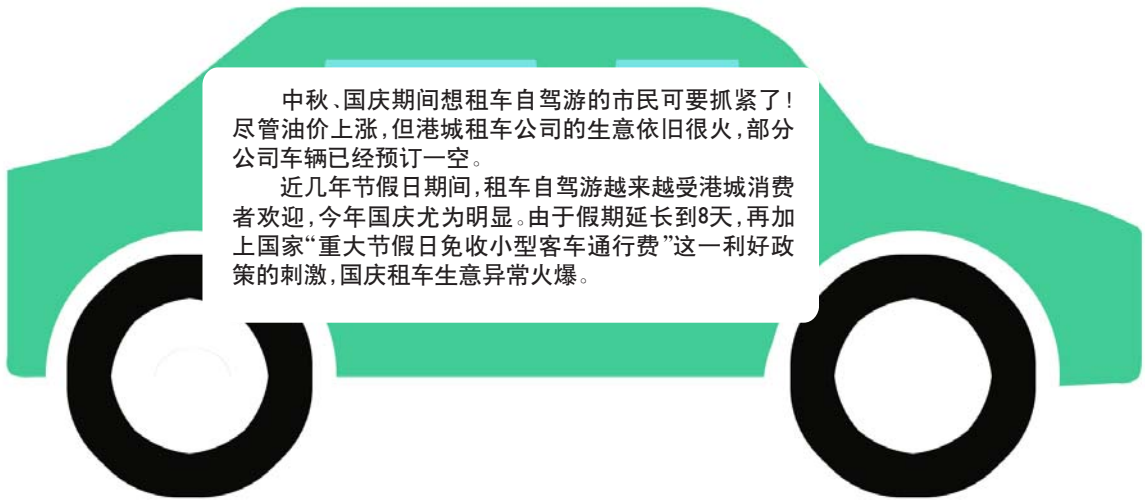 中秋、国庆期间想租车自驾游的市民可要抓紧了!
尽管油价上涨,但港城租车公司的生意依旧很火,部分
公司车辆已经预订一空。
近几年节假日期间,租车自驾游越来越受港城消费
者欢迎,今年国庆尤为明显。由于假期延长到8天,再加
上国家“重大节假日免收小型客车通行费”这一利好政
策的刺激,国庆租车生意异常火爆。